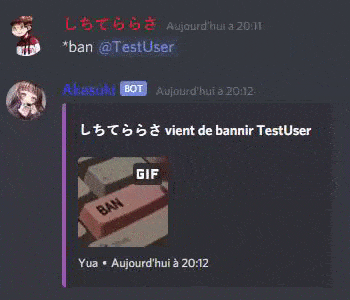 しちてららさ Aujourd'hui à 20:11
*ban @TestUser
Akasuki BOT Aujourd'hui à 20:12
しちてららさ vient de bannir TestUser
GIF
BAN
Yua • Aujourd'hui à 20:12